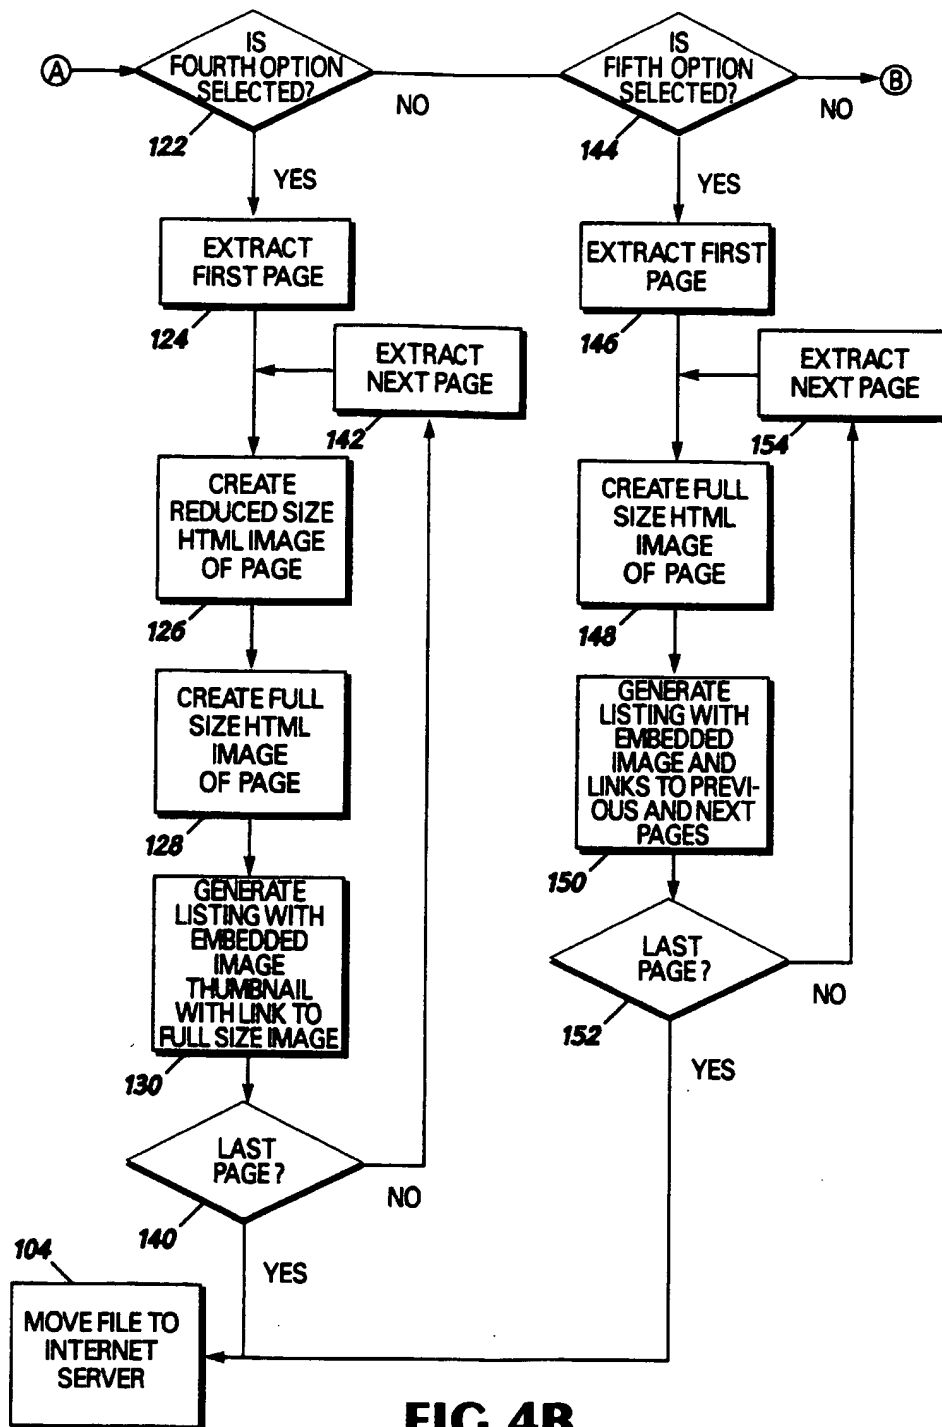 A
IS
FOURTH OPTION
SELECTED?
NO
122
YES
IS
FIFTH OPTION
SELECTED?
NO
B
144
YES
EXTRACT
FIRST PAGE
124
EXTRACT
NEXT PAGE
142
EXTRACT FIRST
PAGE
146
EXTRACT
NEXT PAGE
154
CREATE
REDUCED SIZE
HTML IMAGE
OF PAGE
126
CREATE FULL
SIZE HTML
IMAGE
OF PAGE
148
CREATE FULL
SIZE HTML
IMAGE
OF PAGE
128
GENERATE
LISTING WITH
EMBEDDED
IMAGE AND
LINKS TO PREVI-
OUS AND NEXT
PAGES
150
GENERATE
LISTING WITH
EMBEDDED
IMAGE
THUMBNAIL
WITH LINK TO
FULL SIZE IMAGE
130
LAST
PAGE?
NO
152
YES
LAST
PAGE?
NO
140
YES
104
MOVE FILE TO
INTERNET
SERVER
FIG. 4B